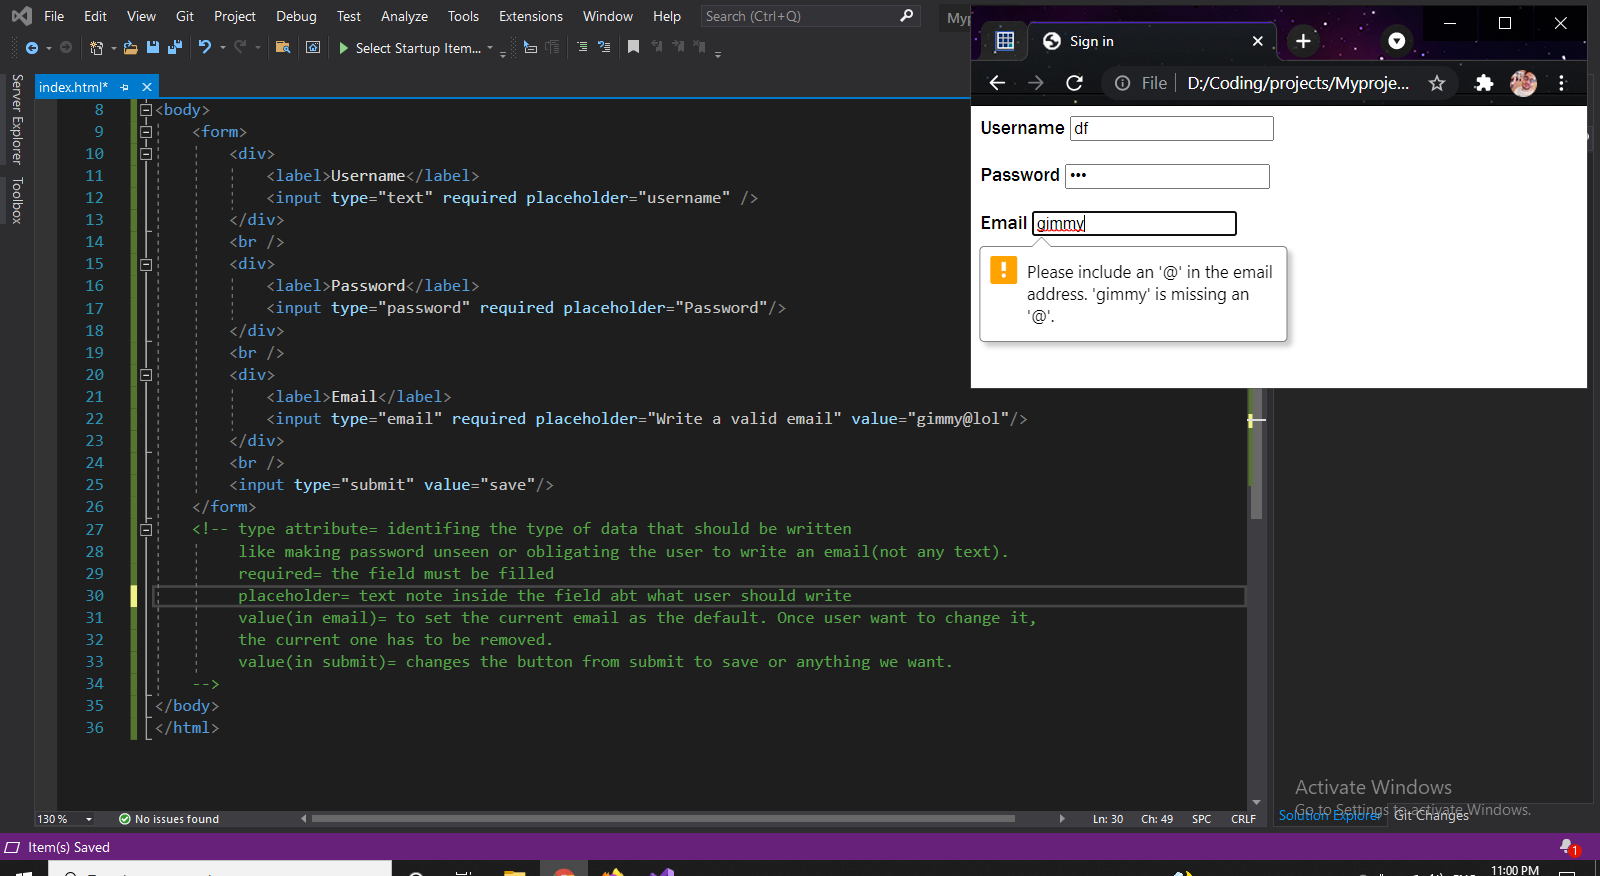 File Edit View Git Project Debug Test Analyze Tools Extensions Window Help Search (Ctrl+Q)
Select Startup Item...
Server Explorer
Toolbox
index.html*
8 <body>
9 <form>
10 <div>
11 <label>Username</label>
12 <input type="text" required placeholder="username" />
13 </div>
14 <br />
15 <div>
16 <label>Password</label>
17 <input type="password" required placeholder="Password"/>
18 </div>
19 <br />
20 <div>
21 <label>Email</label>
22 <input type="email" required placeholder="Write a valid email" value="gimmy@lol"/>
23 </div>
24 <br />
25 <input type="submit" value="save"/>
26 </form>
27 <!-- type attribute= identifing the type of data that should be written
28 like making password unseen or obligating the user to write an email(not any text).
29 required= the field must be filled
30 placeholder= text note inside the field abt what user should write
31 value(in email)= to set the current email as the default. Once user want to change it,
32 the current one has to be removed.
33 value(in submit)= changes the button from submit to save or anything we want.
34 -->
35 </body>
36 </html>
Sign in
File D:/Coding/projects/Myproje...
Username df
Password •••
Email gimmy
Please include an '@' in the email
address. 'gimmy' is missing an
'@'.
Activate Windows
Go to Settings to activate Windows.
Solution Explorer Git Changes
130 % No issues found Ln: 30 Ch: 49 SPC CRLF
Item(s) Saved 1
11:00 PM